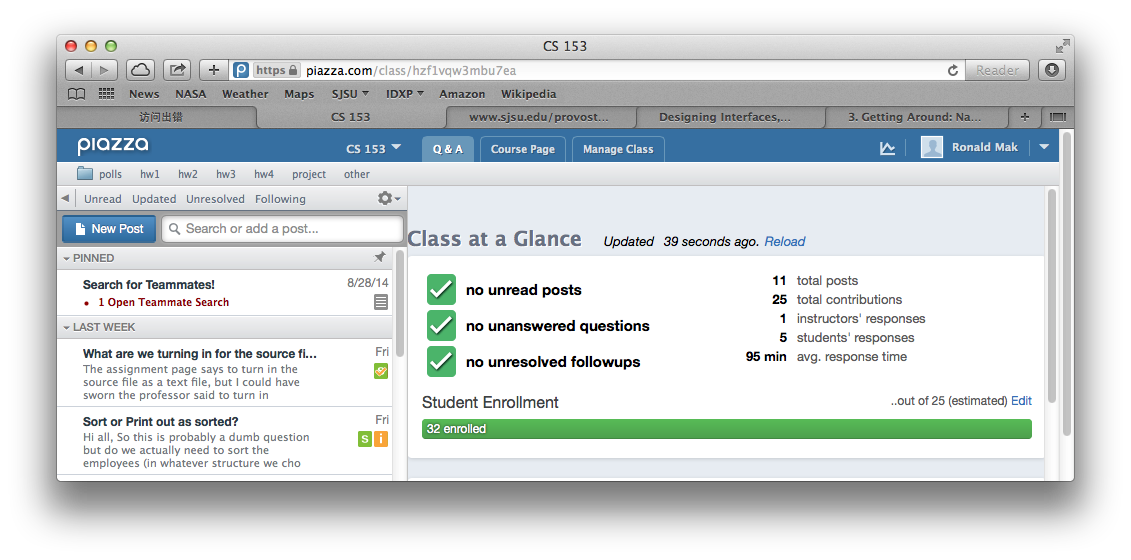 CS 153
https piazza.com/class/hzf1vqw3mbu7ea Reader
News NASA Weather Maps SJSU IDXP Amazon Wikipedia
访问出错 CS 153 www.sjsu.edu/provost... Designing Interfaces,... 3. Getting Around: Na...
piazza CS 153 Q & A Course Page Manage Class Ronald Mak
polls hw1 hw2 hw3 hw4 project other
Unread Updated Unresolved Following
New Post Search or add a post...
PINNED
Search for Teammates! 8/28/14
1 Open Teammate Search
LAST WEEK
What are we turning in for the source fi... Fri
The assignment page says to turn in the
source file as a text file, but I could have
sworn the professor said to turn in
Sort or Print out as sorted? Fri
Hi all, So this is probably a dumb question
but do we actually need to sort the
employees (in whatever structure we cho
s i
Class at a Glance Updated 39 seconds ago. Reload
no unread posts
no unanswered questions
no unresolved followups
11 total posts
25 total contributions
1 instructors' responses
5 students' responses
95 min avg. response time
Student Enrollment ..out of 25 (estimated) Edit
32 enrolled